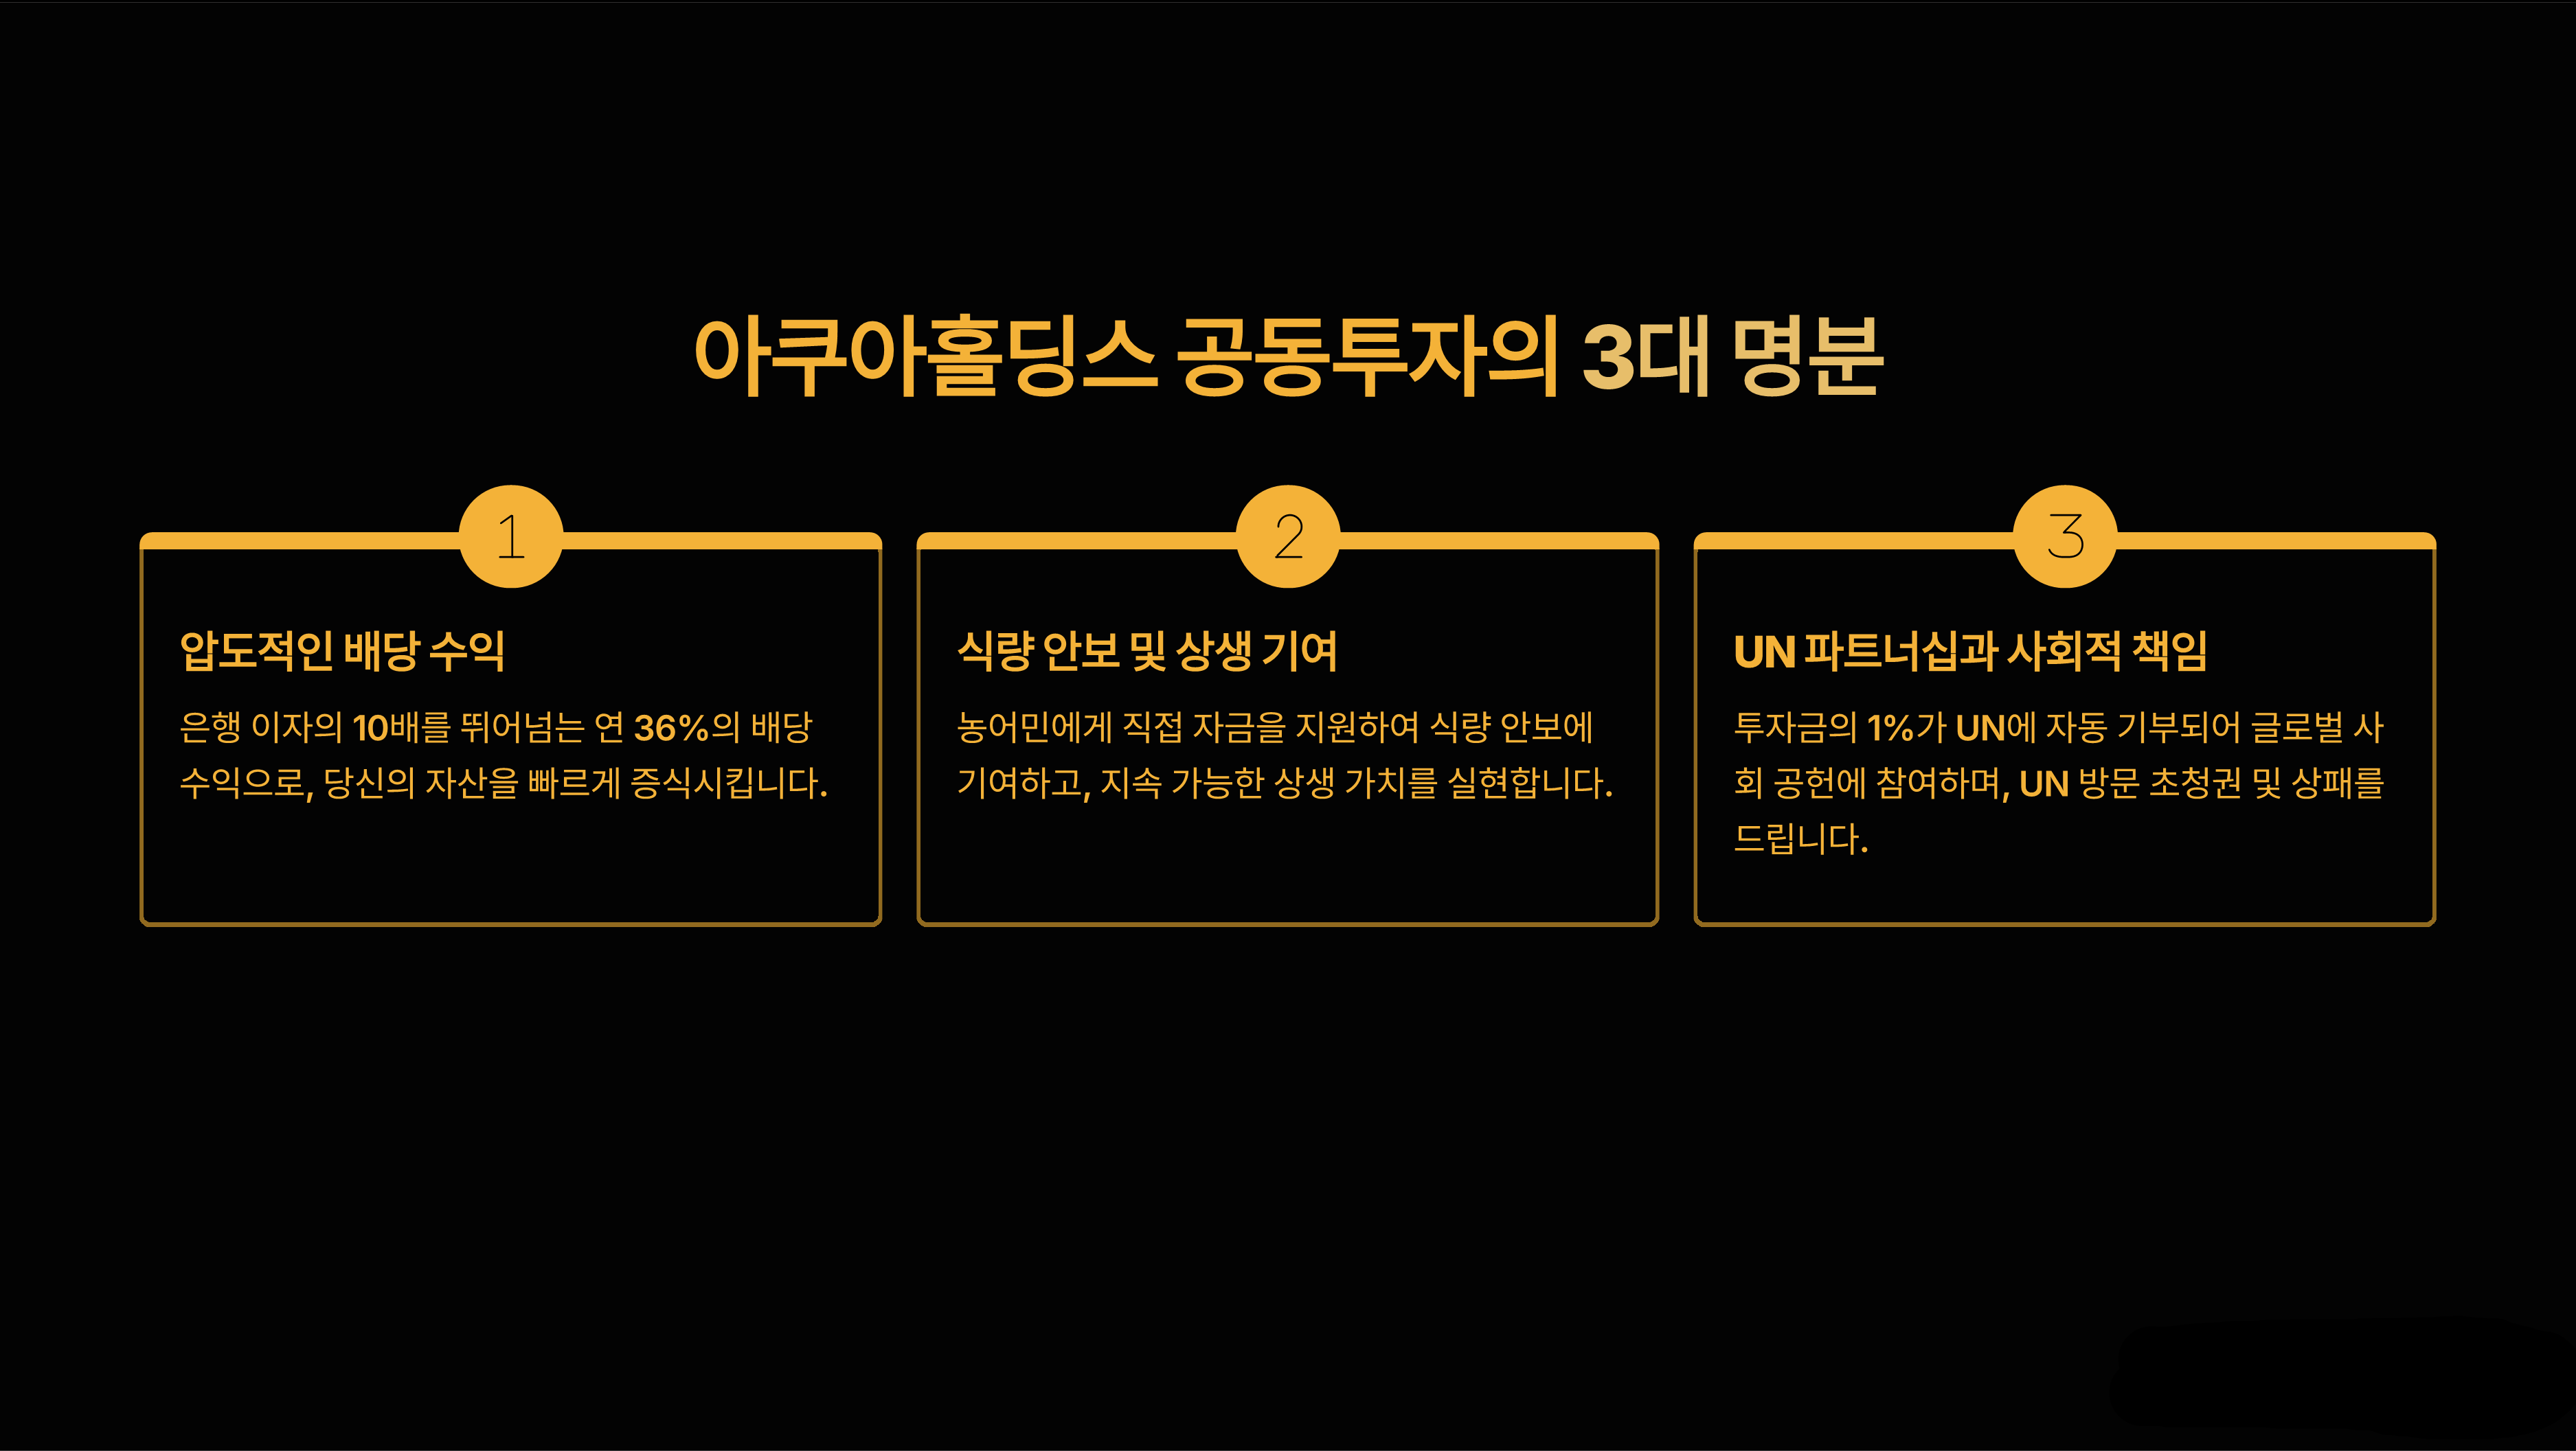 아쿠아홀딩스 공동투자의 3대 명분
1
압도적인 배당 수익
은행 이자의 10배를 뛰어넘는 연 36%의 배당
수익으로, 당신의 자산을 빠르게 증식시킵니다.
2
식량 안보 및 상생 기여
농어민에게 직접 자금을 지원하여 식량 안보에
기여하고, 지속 가능한 상생 가치를 실현합니다.
3
UN 파트너십과 사회적 책임
투자금의 1%가 UN에 자동 기부되어 글로벌 사
회 공헌에 참여하며, UN 방문 초청권 및 상패를
드립니다.